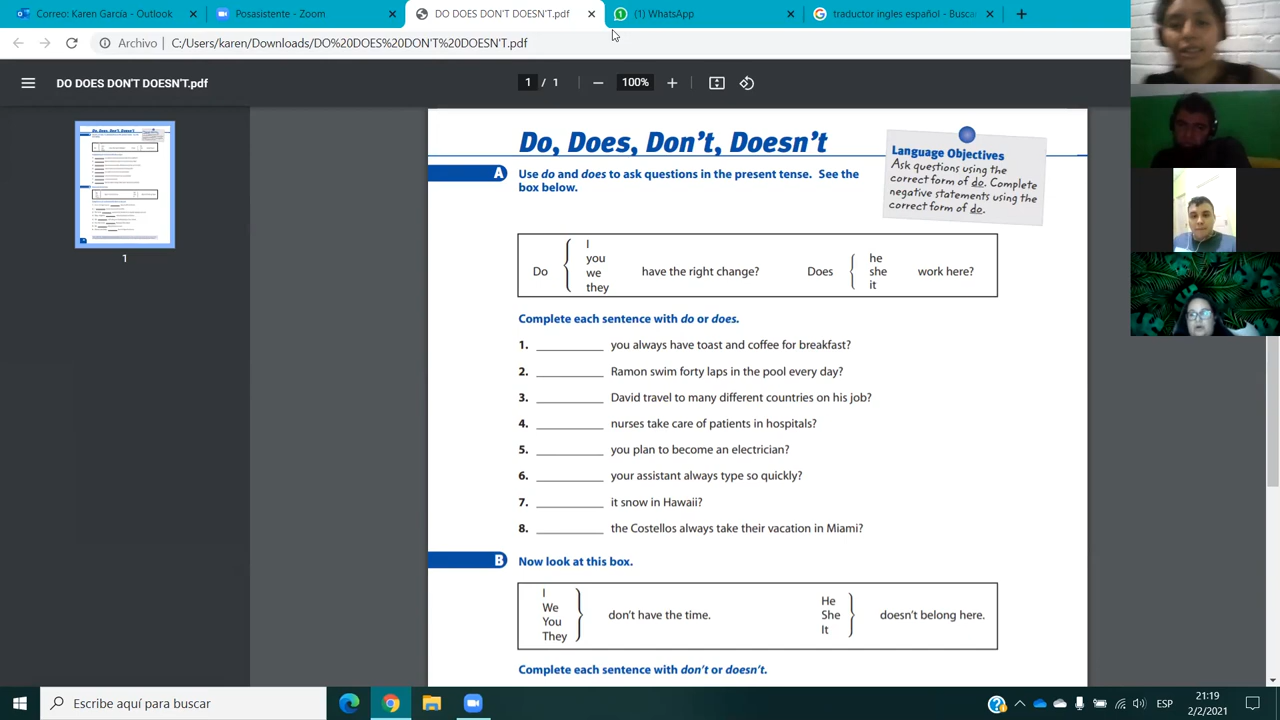 Correo: Karen García - Outlook
Posasistente - Zoom
DO DOES DON'T DOESN'T.pdf
(1) WhatsApp
traductor ingles español - Buscar
Archivo
C:/Users/karen/Downloads/DO%20DOES%20DON'T%20DOESN'T.pdf
DO DOES DON'T DOESN'T.pdf
1 / 1
100%
1
Do, Does, Don't, Doesn't
Language Objectives
Ask questions using the
correct form of do. Complete
negative statements using the
correct form of do.
A
Use do and does to ask questions in the present tense. See the
box below.
Do
I
you
we
they
have the right change?
Does
he
she
it
work here?
Complete each sentence with do or does.
1. __________ you always have toast and coffee for breakfast?
2. __________ Ramon swim forty laps in the pool every day?
3. __________ David travel to many different countries on his job?
4. __________ nurses take care of patients in hospitals?
5. __________ you plan to become an electrician?
6. __________ your assistant always type so quickly?
7. __________ it snow in Hawaii?
8. __________ the Costellos always take their vacation in Miami?
B
Now look at this box.
I
We
You
They
don't have the time.
He
She
It
doesn't belong here.
Complete each sentence with don't or doesn't.
Escribe aquí para buscar
ESP
21:19
2/2/2021